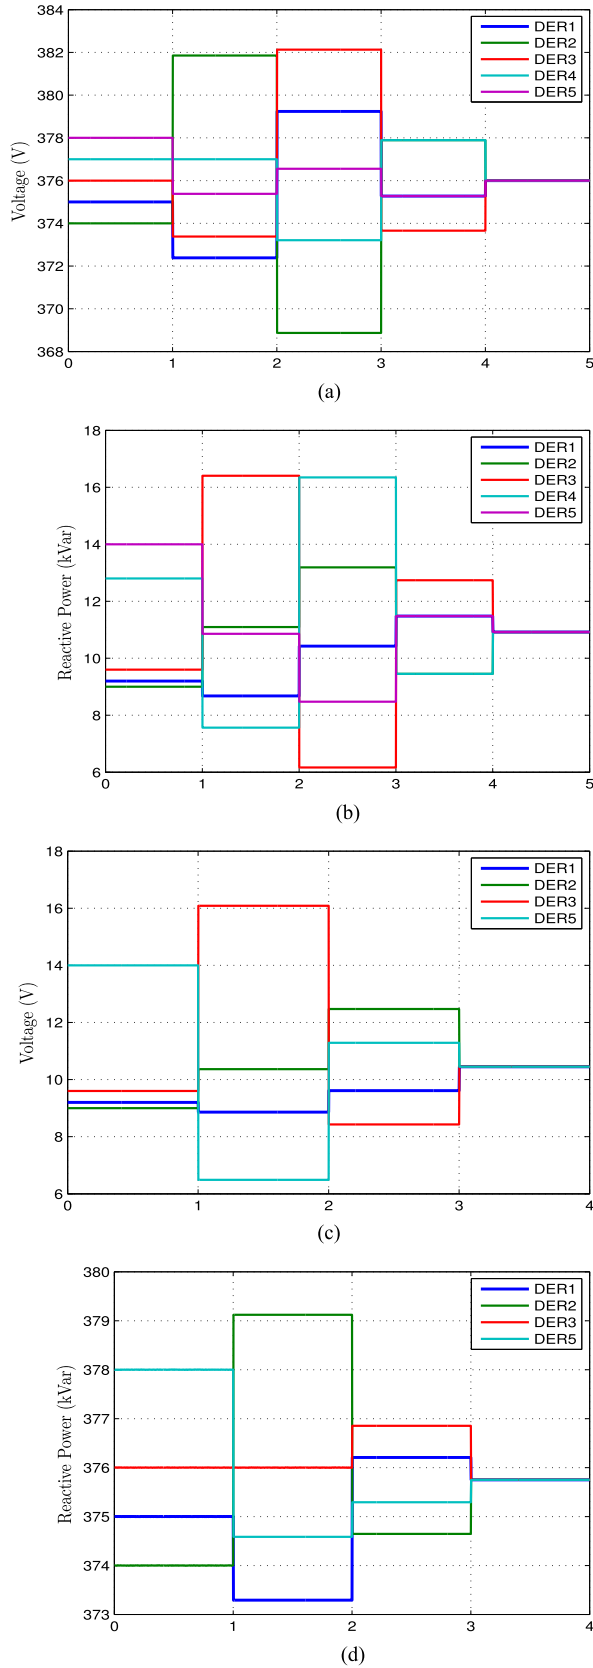 384
382
380
378
376
374
372
370
368
Voltage (V)
DER1
DER2
DER3
DER4
DER5
0 1 2 3 4 5
(a)
18
16
14
12
10
8
6
Reactive Power (kVar)
DER1
DER2
DER3
DER4
DER5
0 1 2 3 4 5
(b)
18
16
14
12
10
8
6
Voltage (V)
DER1
DER2
DER3
DER5
0 1 2 3 4
(c)
380
379
378
377
376
375
374
373
Reactive Power (kVar)
DER1
DER2
DER3
DER5
0 1 2 3 4
(d)